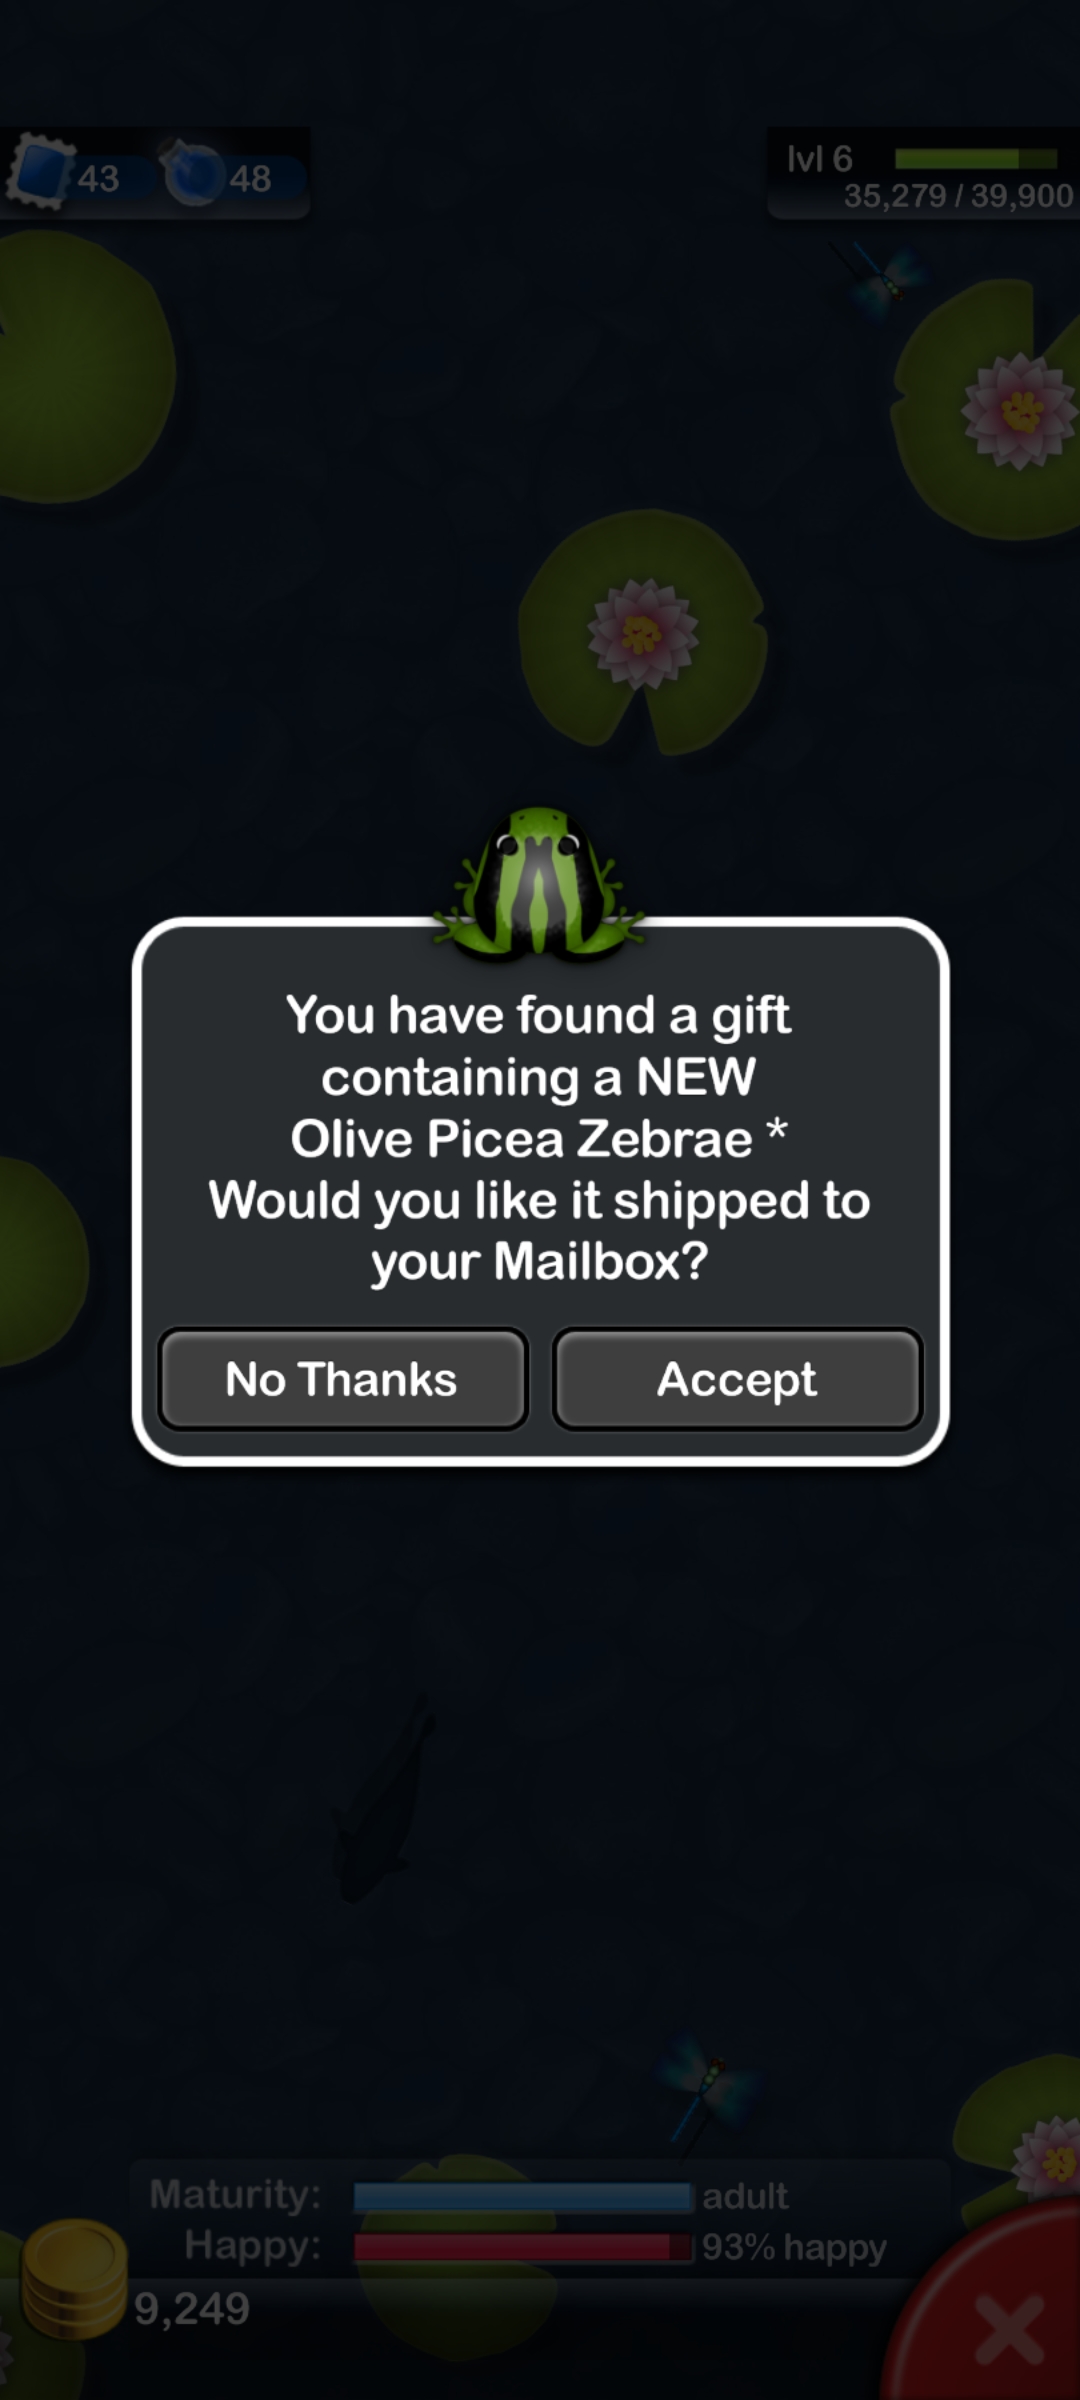 43 48
lvl 6
35,279 / 39,900
You have found a gift
containing a NEW
Olive Picea Zebrae *
Would you like it shipped to
your Mailbox?
No Thanks Accept
Maturity: adult
Happy: 93% happy
9,249